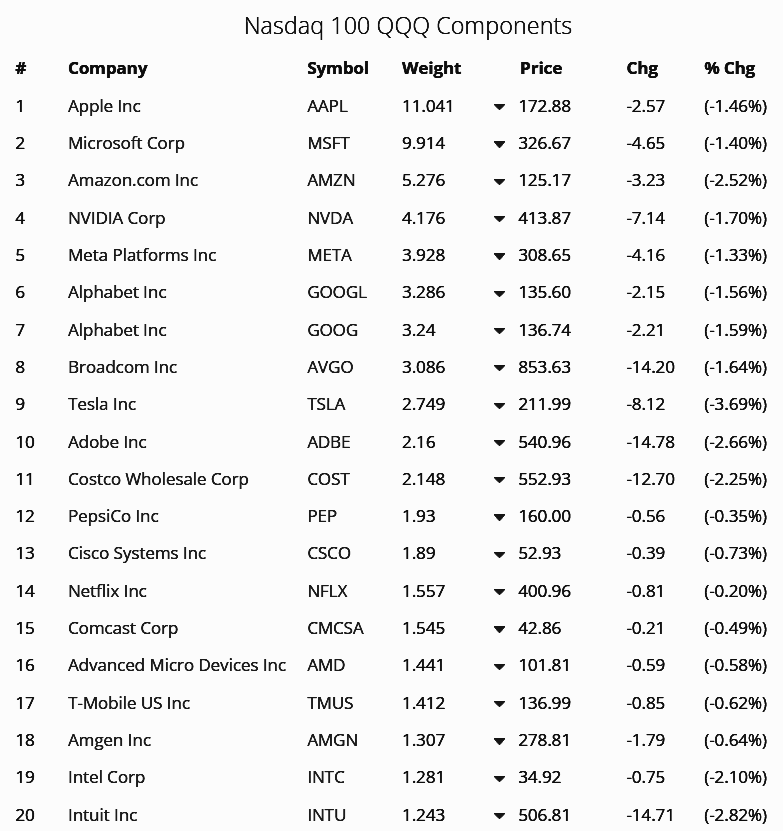 Nasdaq 100 QQQ Components
# Company Symbol Weight Price Chg % Chg
1 Apple Inc AAPL 11.041 ▼ 172.88 -2.57 (-1.46%)
2 Microsoft Corp MSFT 9.914 ▼ 326.67 -4.65 (-1.40%)
3 Amazon.com Inc AMZN 5.276 ▼ 125.17 -3.23 (-2.52%)
4 NVIDIA Corp NVDA 4.176 ▼ 413.87 -7.14 (-1.70%)
5 Meta Platforms Inc META 3.928 ▼ 308.65 -4.16 (-1.33%)
6 Alphabet Inc GOOGL 3.286 ▼ 135.60 -2.15 (-1.56%)
7 Alphabet Inc GOOG 3.24 ▼ 136.74 -2.21 (-1.59%)
8 Broadcom Inc AVGO 3.086 ▼ 853.63 -14.20 (-1.64%)
9 Tesla Inc TSLA 2.749 ▼ 211.99 -8.12 (-3.69%)
10 Adobe Inc ADBE 2.16 ▼ 540.96 -14.78 (-2.66%)
11 Costco Wholesale Corp COST 2.148 ▼ 552.93 -12.70 (-2.25%)
12 PepsiCo Inc PEP 1.93 ▼ 160.00 -0.56 (-0.35%)
13 Cisco Systems Inc CSCO 1.89 ▼ 52.93 -0.39 (-0.73%)
14 Netflix Inc NFLX 1.557 ▼ 400.96 -0.81 (-0.20%)
15 Comcast Corp CMCSA 1.545 ▼ 42.86 -0.21 (-0.49%)
16 Advanced Micro Devices Inc AMD 1.441 ▼ 101.81 -0.59 (-0.58%)
17 T-Mobile US Inc TMUS 1.412 ▼ 136.99 -0.85 (-0.62%)
18 Amgen Inc AMGN 1.307 ▼ 278.81 -1.79 (-0.64%)
19 Intel Corp INTC 1.281 ▼ 34.92 -0.75 (-2.10%)
20 Intuit Inc INTU 1.243 ▼ 506.81 -14.71 (-2.82%)